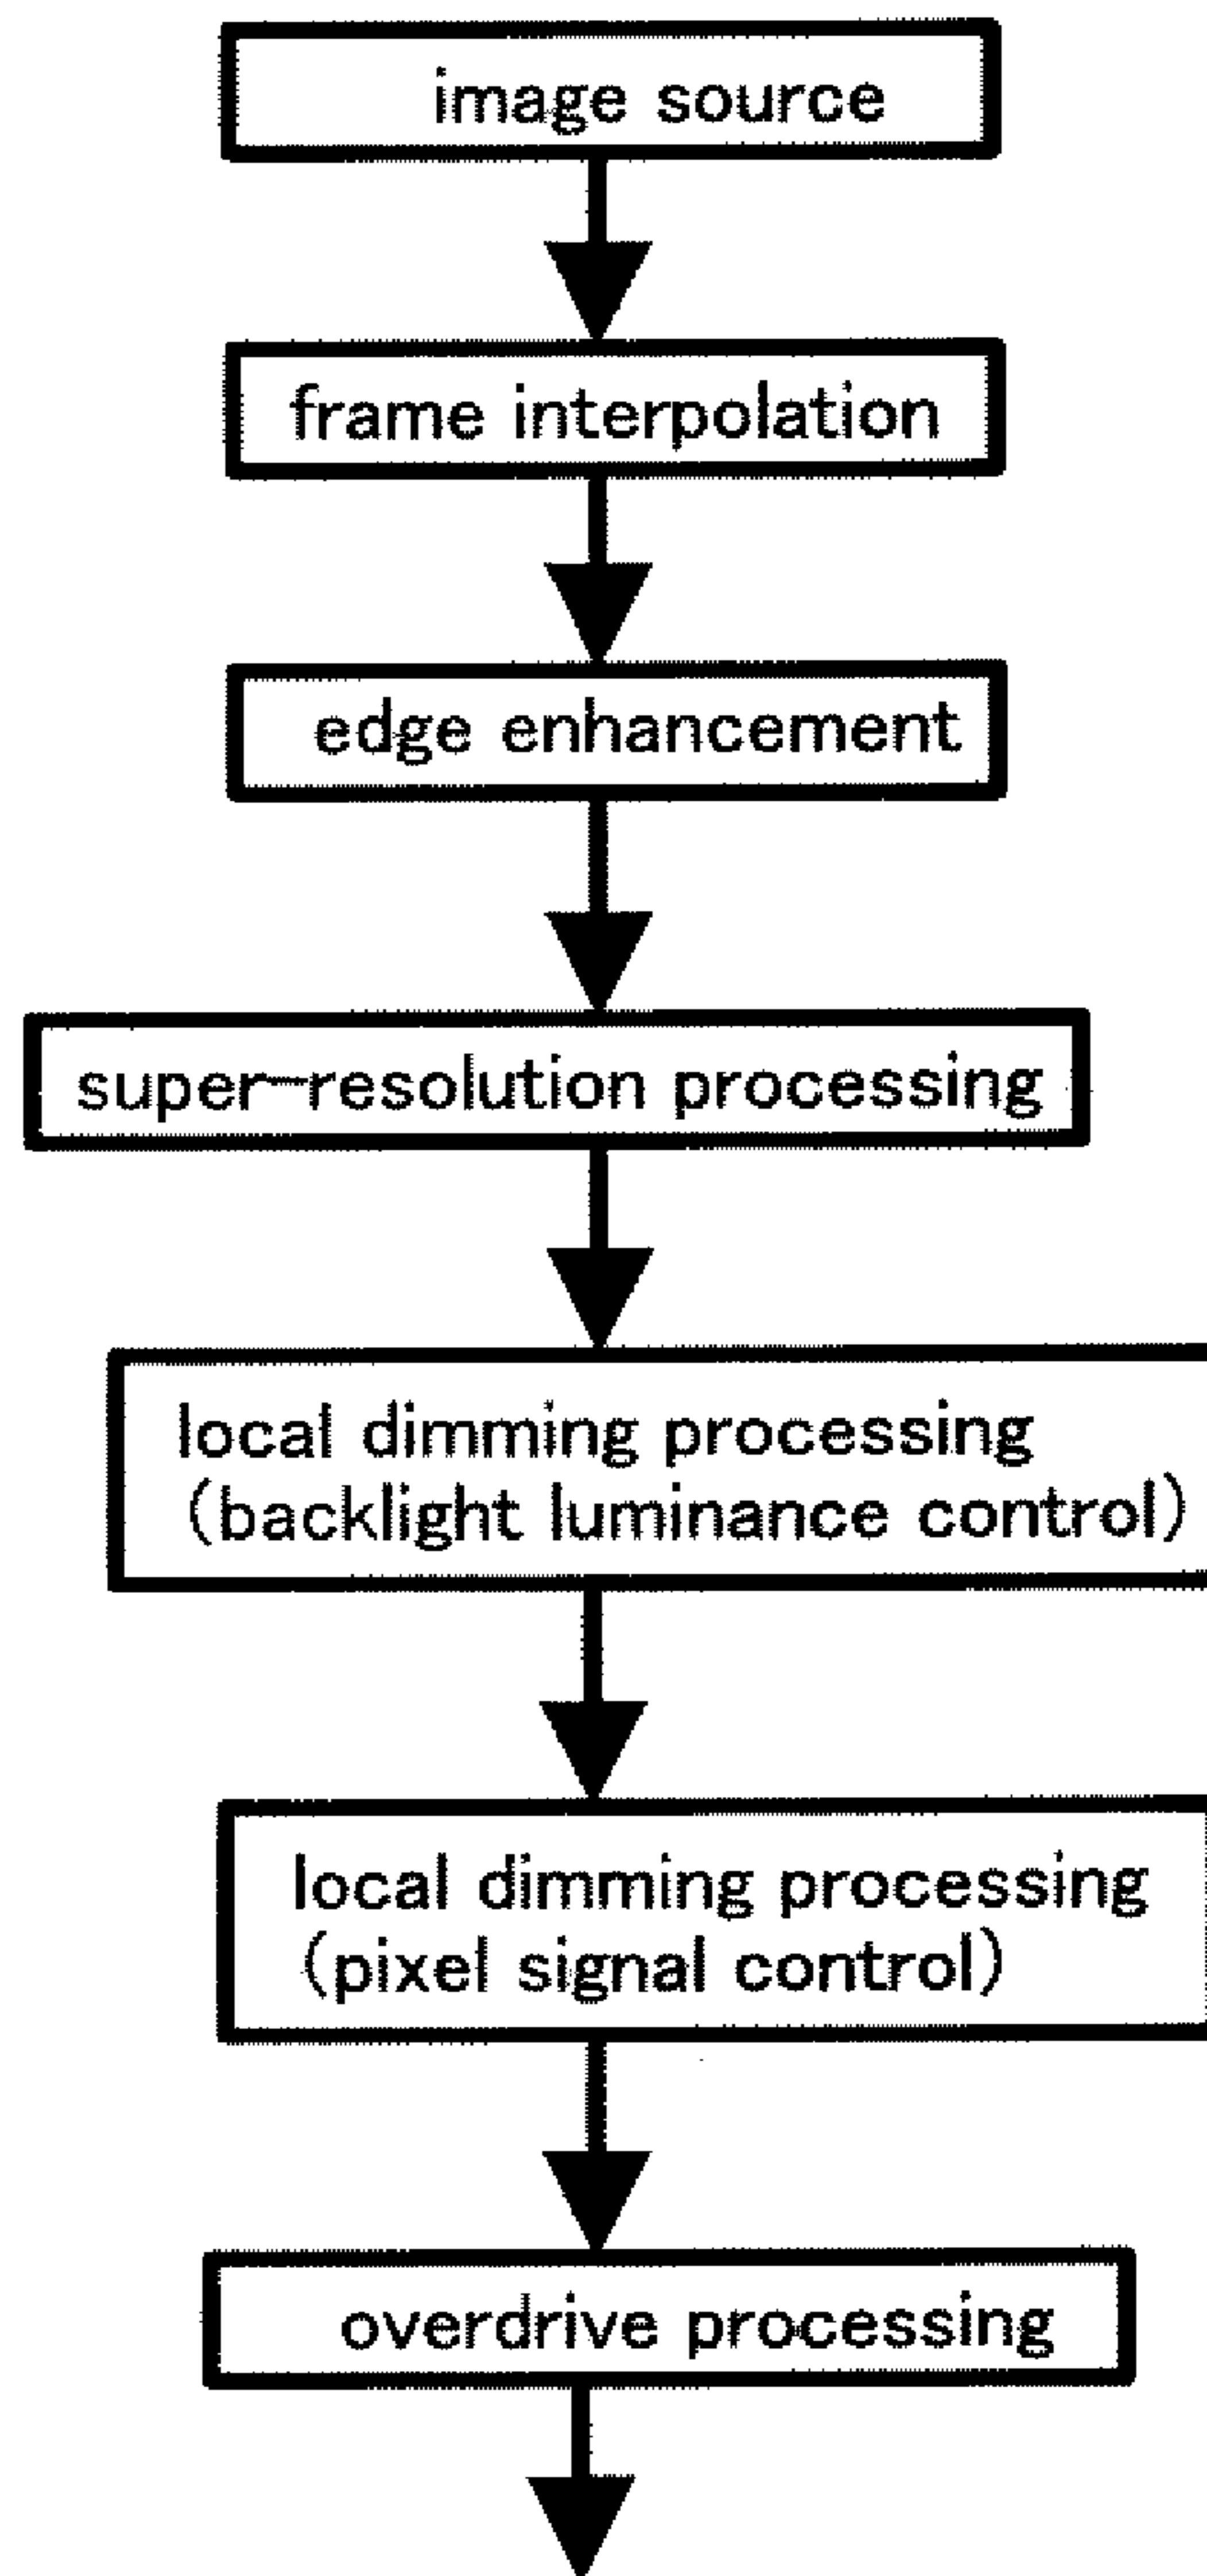 image source
frame interpolation
edge enhancement
super-resolution processing
local dimming processing
(backlight luminance control)
local dimming processing
(pixel signal control)
overdrive processing